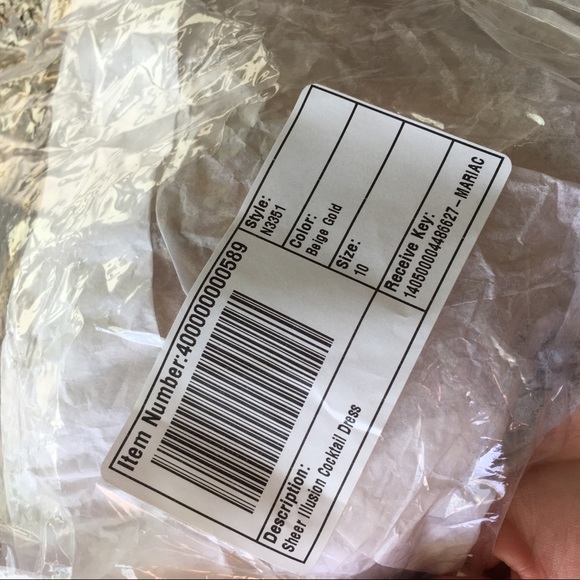 Item Number:400000000589
Style:
N3351
Color:
Beige Gold
Size:
10
Receive Key:
140500004486627 – MARIAC
Description:
Sheer Illusion Cocktail Dress